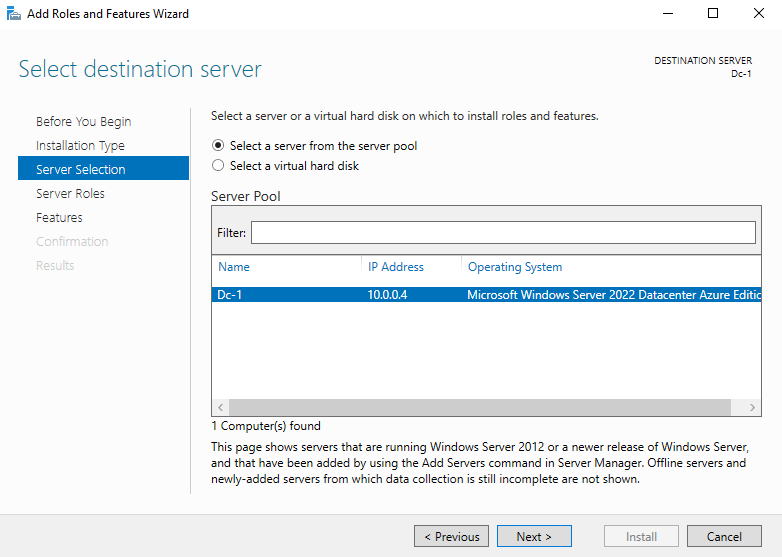 Add Roles and Features Wizard
Select destination server
DESTINATION SERVER
Dc-1
Before You Begin
Installation Type
Server Selection
Server Roles
Features
Confirmation
Results
Select a server or a virtual hard disk on which to install roles and features.
Select a server from the server pool
Select a virtual hard disk
Server Pool
Filter:
Name IP Address Operating System
Dc-1 10.0.0.4 Microsoft Windows Server 2022 Datacenter Azure Editic
1 Computer(s) found
This page shows servers that are running Windows Server 2012 or a newer release of Windows Server,
and that have been added by using the Add Servers command in Server Manager. Offline servers and
newly-added servers from which data collection is still incomplete are not shown.
< Previous Next > Install Cancel